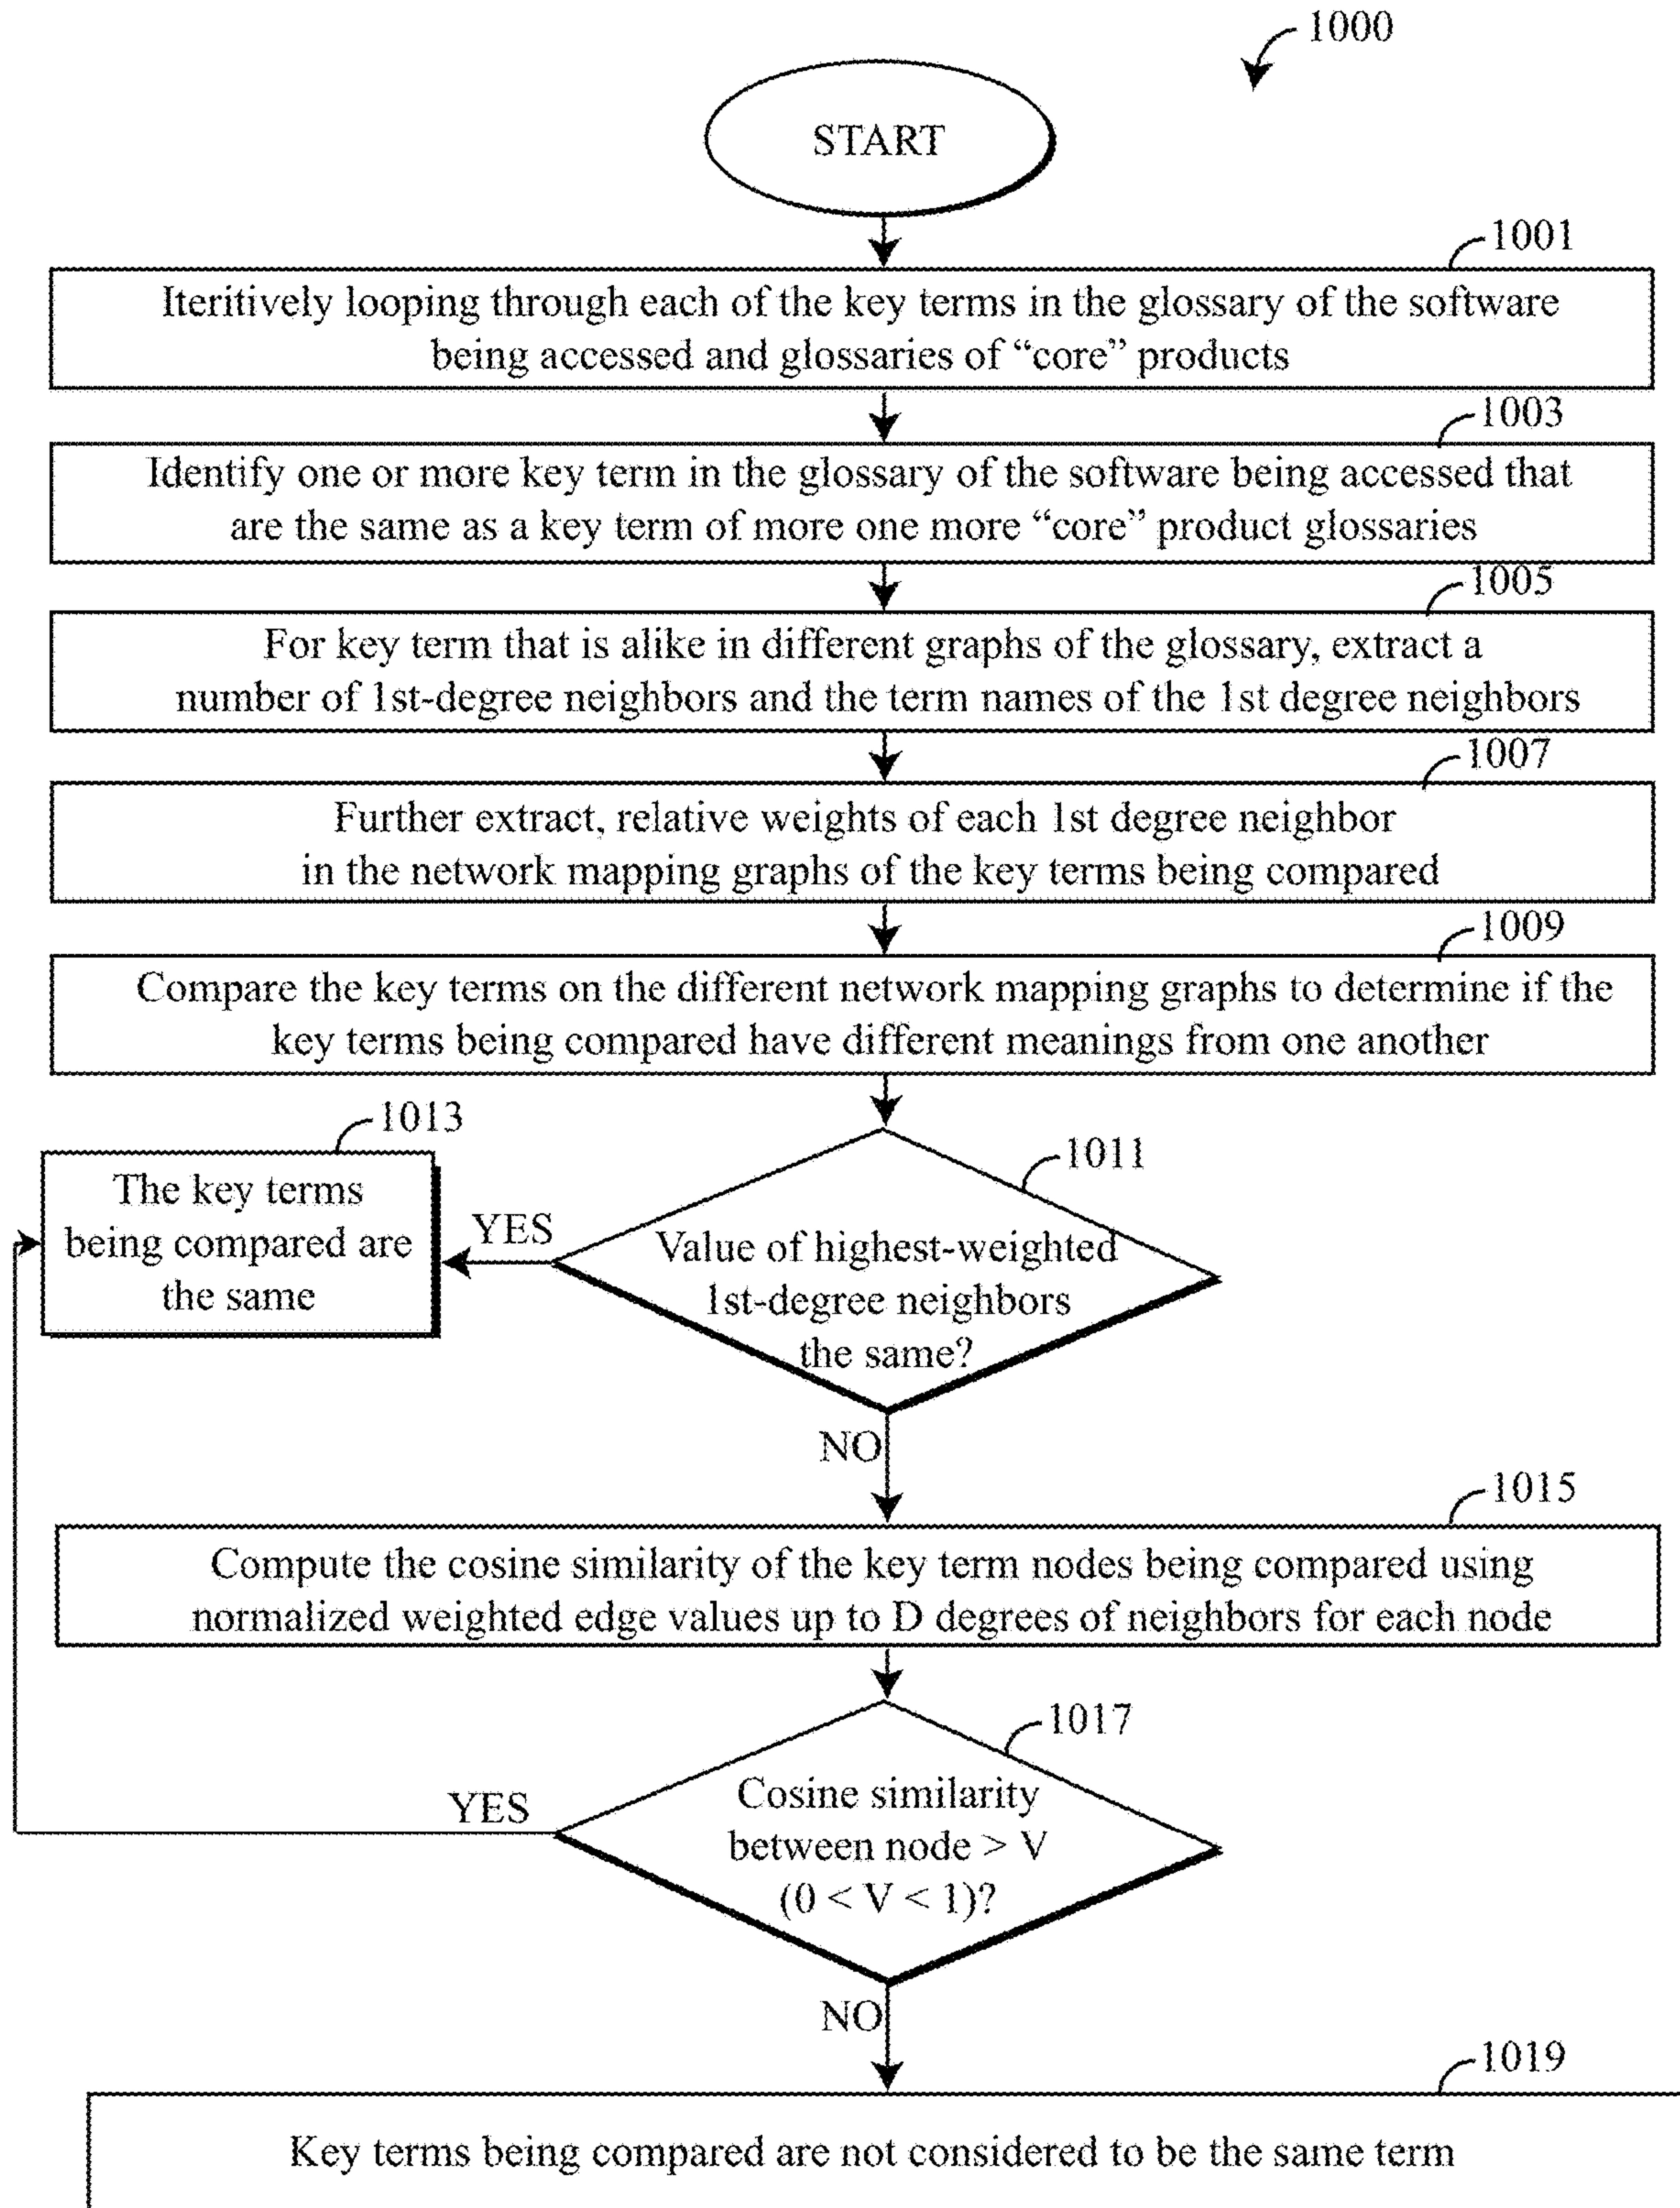 1000
START
1001
Iteritively looping through each of the key terms in the glossary of the software
being accessed and glossaries of “core” products
1003
Identify one or more key term in the glossary of the software being accessed that
are the same as a key term of more one more “core” product glossaries
1005
For key term that is alike in different graphs of the glossary, extract a
number of 1st-degree neighbors and the term names of the 1st degree neighbors
1007
Further extract, relative weights of each 1st degree neighbor
in the network mapping graphs of the key terms being compared
1009
Compare the key terms on the different network mapping graphs to determine if the
key terms being compared have different meanings from one another
1013
The key terms
being compared are
the same
YES
1011
Value of highest-weighted
1st-degree neighbors
the same?
NO
1015
Compute the cosine similarity of the key term nodes being compared using
normalized weighted edge values up to D degrees of neighbors for each node
1017
Cosine similarity
between node > V
(0 < V < 1)?
YES
NO
1019
Key terms being compared are not considered to be the same term